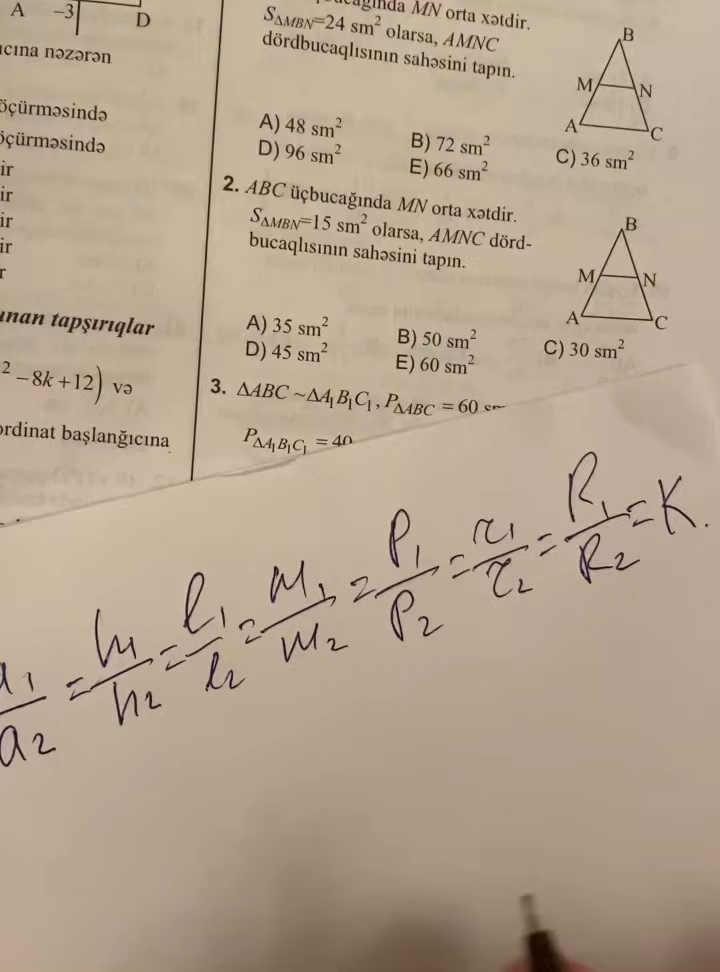 A -3 D
MN orta xətdir.
S△MBN=24 sm² olarsa, AMNC
dördbucaqlısının sahəsini tapın.
B
M N
A C
A) 48 sm² B) 72 sm² C) 36 sm²
D) 96 sm² E) 66 sm²
2. ABC üçbucağında MN orta xətdir.
S△MBN=15 sm² olarsa, AMNC dörd-
bucaqlısının sahəsini tapın.
B
M N
A C
A) 35 sm² B) 50 sm² C) 30 sm²
D) 45 sm² E) 60 sm²
3. △ABC ~ △A₁B₁C₁, P△ABC = 60
P△A₁B₁C₁ = 40
nəzərən
öçürməsində
öçürməsində
ir
ir
ir
ir
r
tapşırıqlar
² −8k+12) və
başlanğıcına
a₁/a₂ = h₁/h₂ = l₁/l₂ = m₁/m₂ = P₁/P₂ = r₁/r₂ = R₁/R₂ = K.